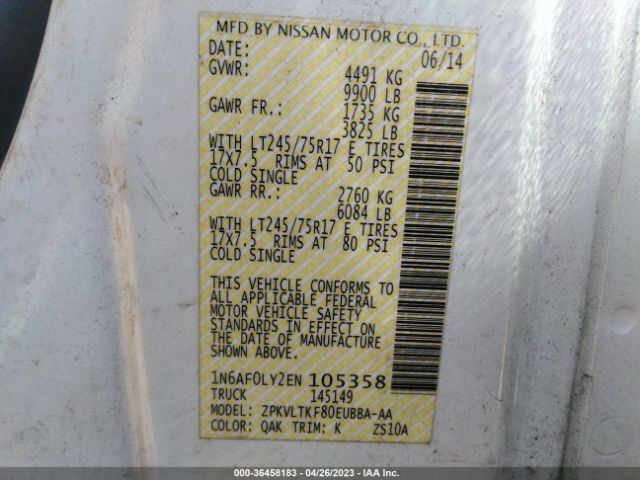 MFD BY NISSAN MOTOR CO., LTD.
DATE: 06/14
GVWR: 4491 KG
9900 LB
GAWR FR.: 1735 KG
3825 LB
WITH LT245/75R17 E TIRES
17X7.5 RIMS AT 50 PSI
COLD SINGLE
GAWR RR.: 2760 KG
6084 LB
WITH LT245/75R17 E TIRES
17X7.5 RIMS AT 80 PSI
COLD SINGLE
THIS VEHICLE CONFORMS TO
ALL APPLICABLE FEDERAL
MOTOR VEHICLE SAFETY
STANDARDS IN EFFECT ON
THE DATE OF MANUFACTURE
SHOWN ABOVE.
1N6AF0LY2EN 105358
TRUCK 145149
MODEL: ZPKVLTKF80EUBBA-AA
COLOR: QAK TRIM: K ZS10A
000-36458183 - 04/26/2023 - IAA Inc.